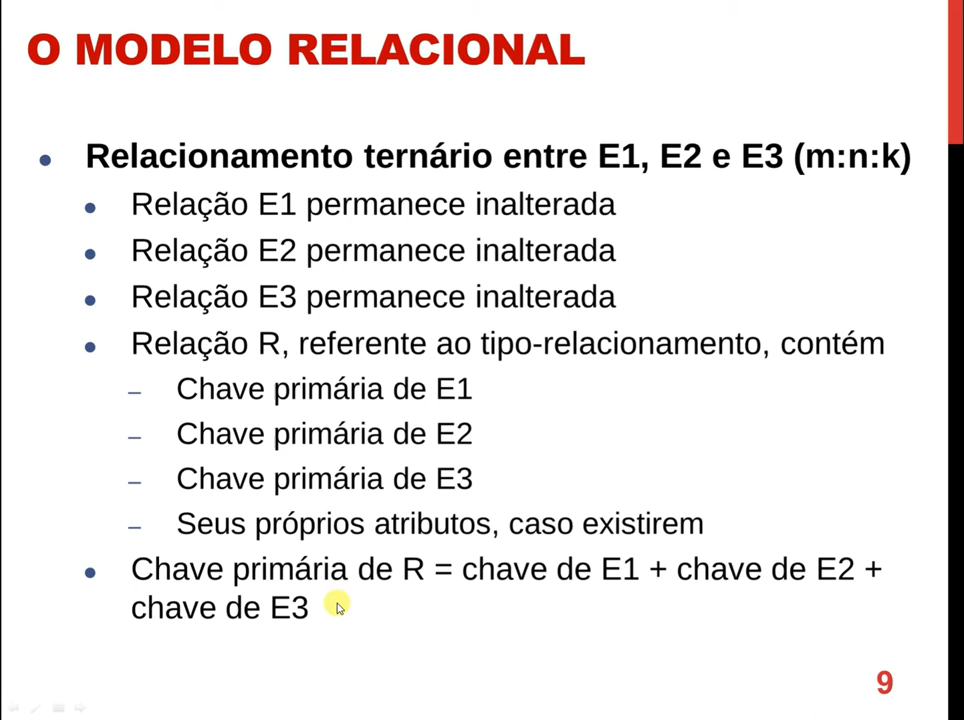 O MODELO RELACIONAL
● Relacionamento ternário entre E1, E2 e E3 (m:n:k)
● Relação E1 permanece inalterada
● Relação E2 permanece inalterada
● Relação E3 permanece inalterada
● Relação R, referente ao tipo-relacionamento, contém
– Chave primária de E1
– Chave primária de E2
– Chave primária de E3
– Seus próprios atributos, caso existirem
● Chave primária de R = chave de E1 + chave de E2 +
chave de E3
9